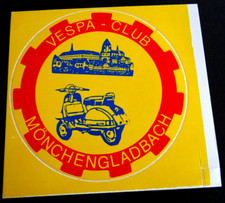 VESPA - CLUB
MÖNCHENGLADBACH